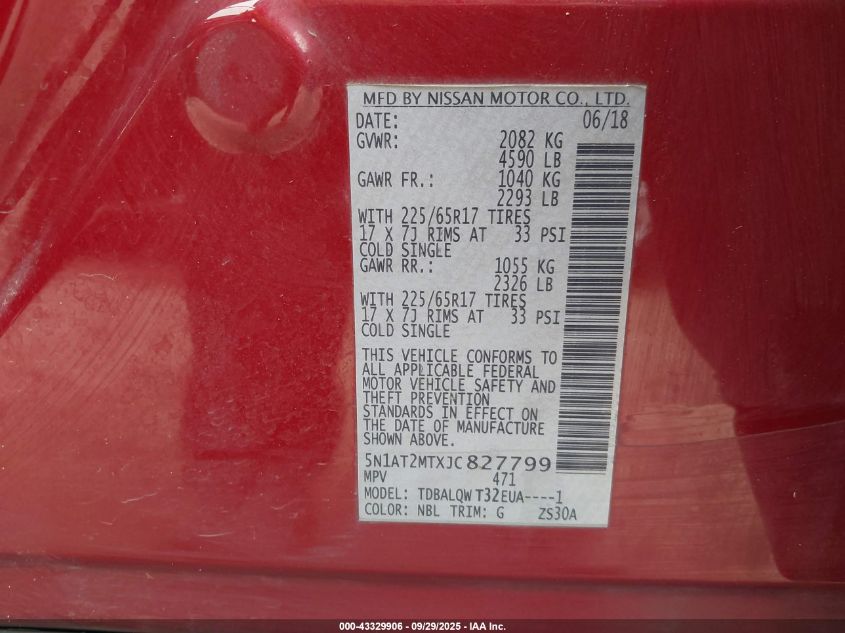 MFD BY NISSAN MOTOR CO., LTD.
DATE: 06/18
GVWR: 2082 KG
4590 LB
GAWR FR.: 1040 KG
2293 LB
WITH 225/65R17 TIRES
17 X 7J RIMS AT 33 PSI
COLD SINGLE
GAWR RR.: 1055 KG
2326 LB
WITH 225/65R17 TIRES
17 X 7J RIMS AT 33 PSI
COLD SINGLE
THIS VEHICLE CONFORMS TO
ALL APPLICABLE FEDERAL
MOTOR VEHICLE SAFETY AND
THEFT PREVENTION
STANDARDS IN EFFECT ON
THE DATE OF MANUFACTURE
SHOWN ABOVE.
5N1AT2MTXJC827799
MPV 471
MODEL: TDBALQW T32EUA----1
COLOR: NBL TRIM: G ZS30A
000-43329906 - 09/29/2025 - IAA Inc.